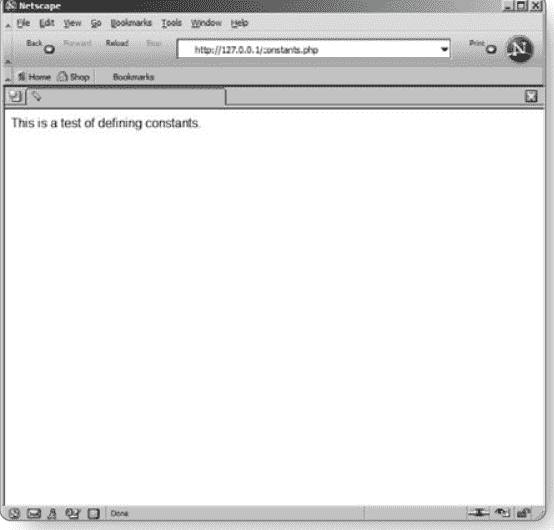 Netscape
File Edit View Go Bookmarks Tools Window Help
Back Forward Reload Stop http://127.0.0.1/constants.php Print N
Home Shop Bookmarks
This is a test of defining constants.
Done